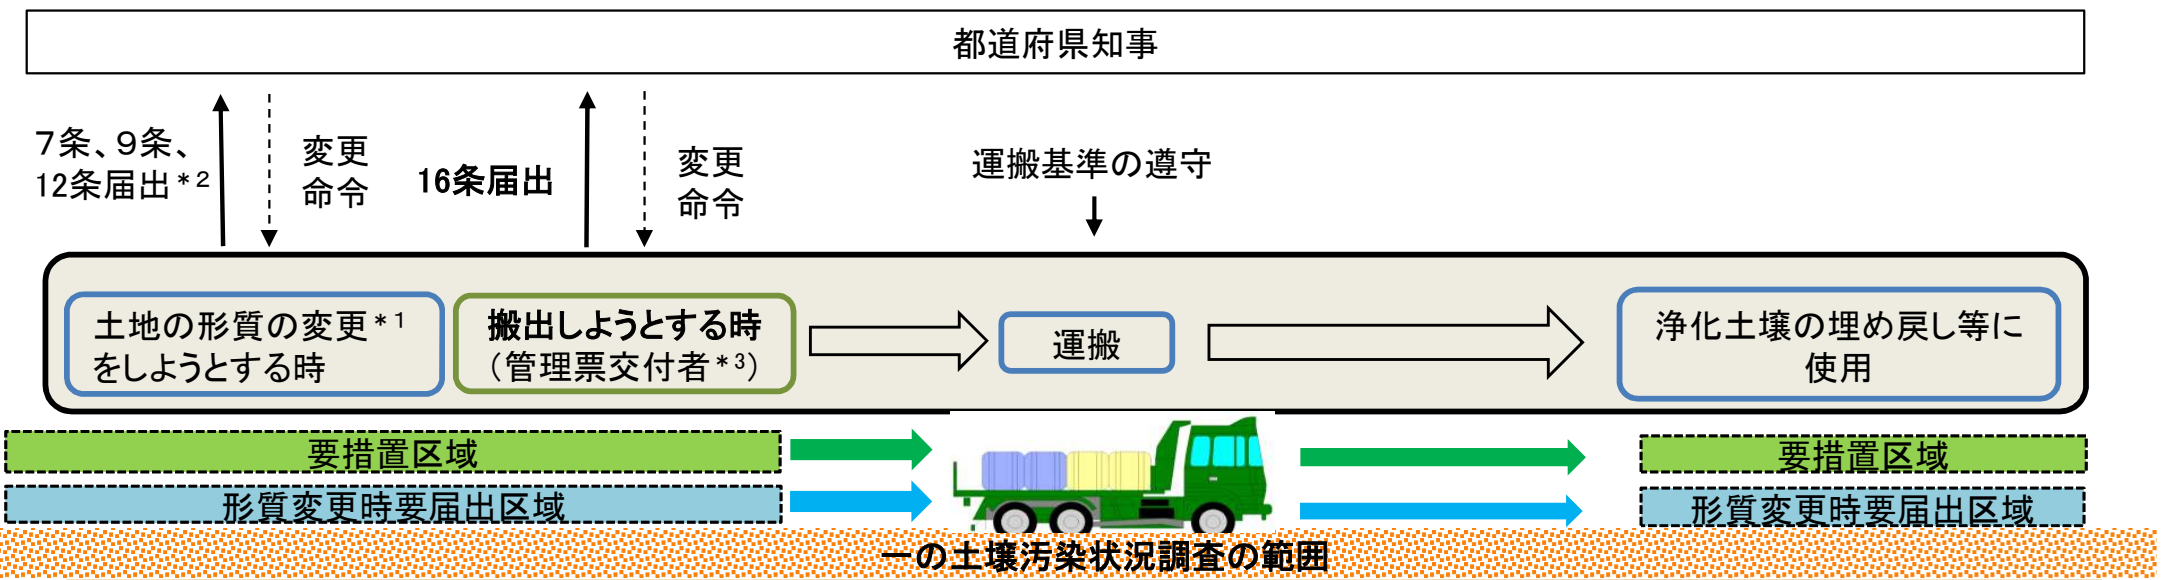 都道府県知事
７条、９条、
12条届出＊２
変更
命令
16条届出
変更
命令
運搬基準の遵守
土地の形質の変更＊１
をしようとする時
搬出しようとする時
（管理票交付者＊３）
運搬
浄化土壌の埋め戻し等に
使用
要措置区域
要措置区域
形質変更時要届出区域
形質変更時要届出区域
一の土壌汚染状況調査の範囲